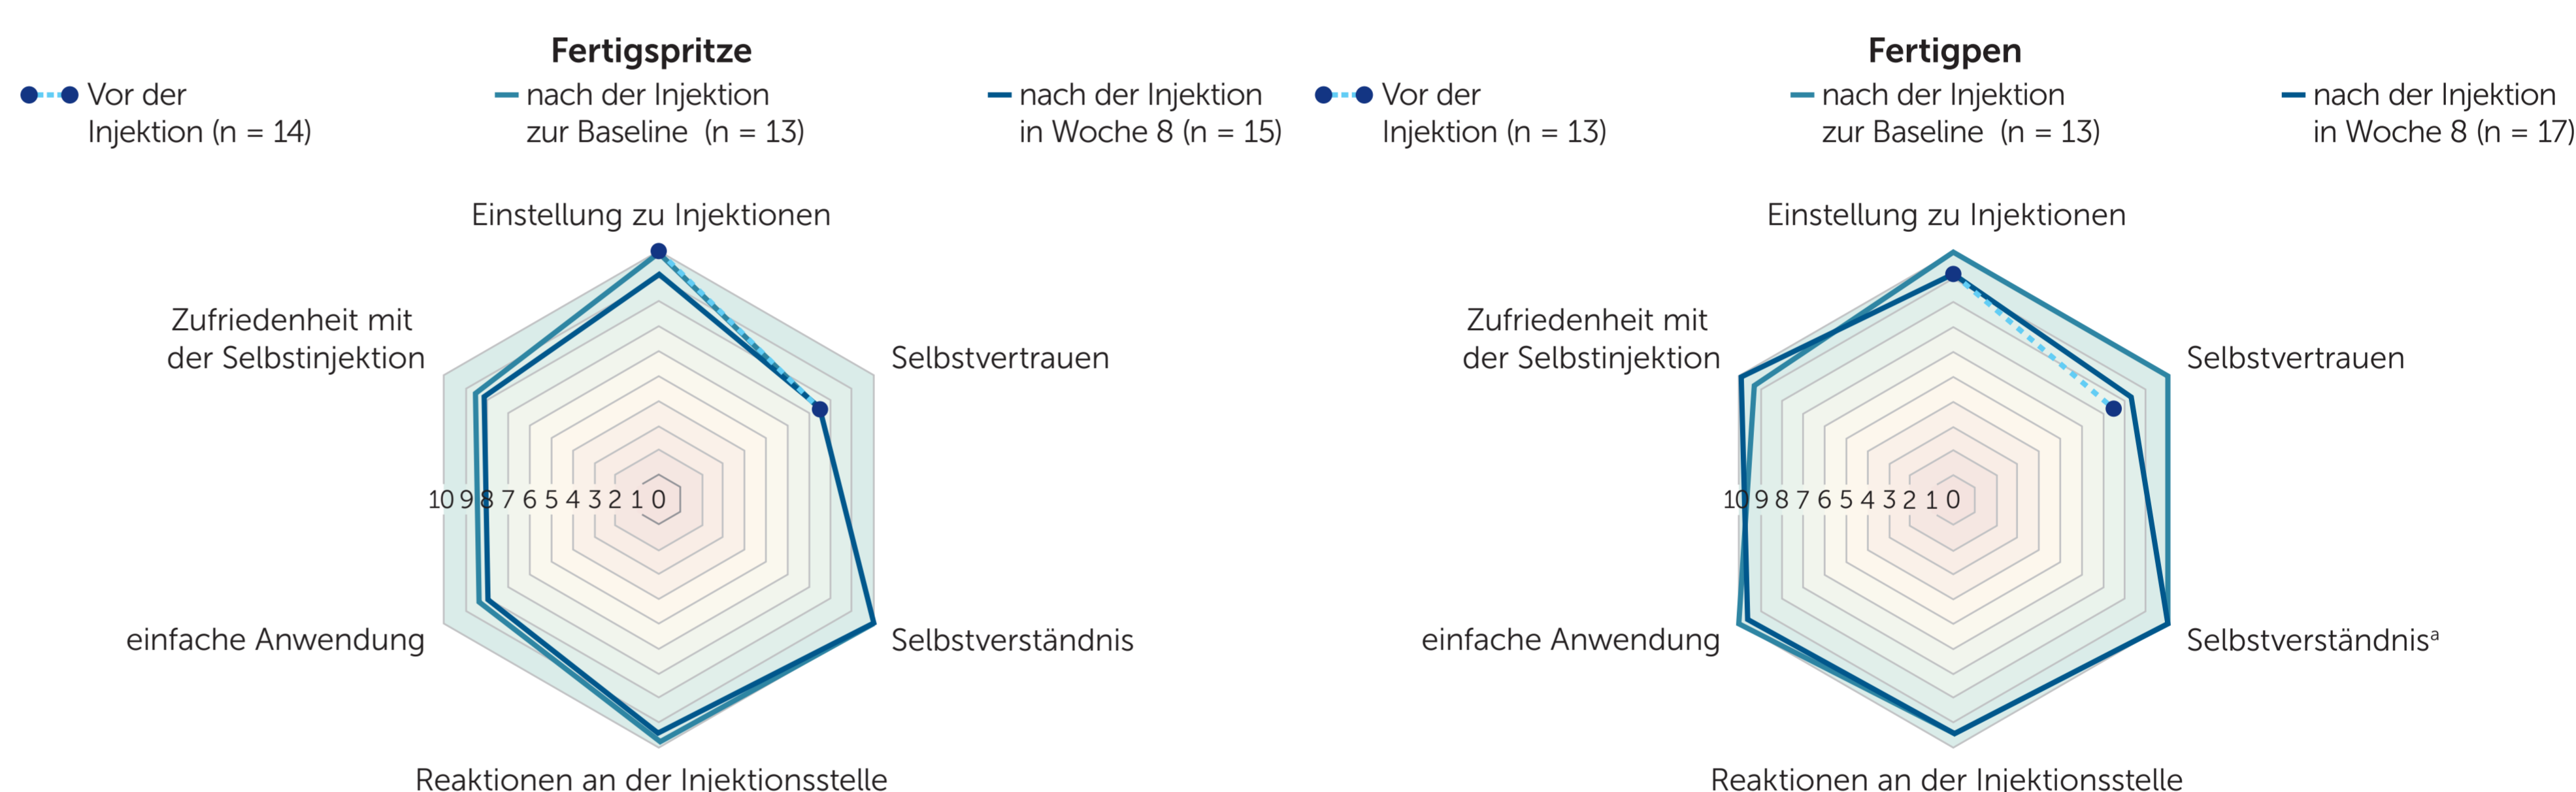 Fertigspritze
Vor der
Injektion (n = 14)
nach der Injektion
zur Baseline (n = 13)
nach der Injektion
in Woche 8 (n = 15)
Einstellung zu Injektionen
Zufriedenheit mit
der Selbstinjektion
Selbstvertrauen
10 9 8 7 6 5 4 3 2 1 0
einfache Anwendung
Selbstverständnis
Reaktionen an der Injektionsstelle
Fertigpen
Vor der
Injektion (n = 13)
nach der Injektion
zur Baseline (n = 13)
nach der Injektion
in Woche 8 (n = 17)
Einstellung zu Injektionen
Zufriedenheit mit
der Selbstinjektion
Selbstvertrauen
10 9 8 7 6 5 4 3 2 1 0
einfache Anwendung
Selbstverständnisᵃ
Reaktionen an der Injektionsstelle